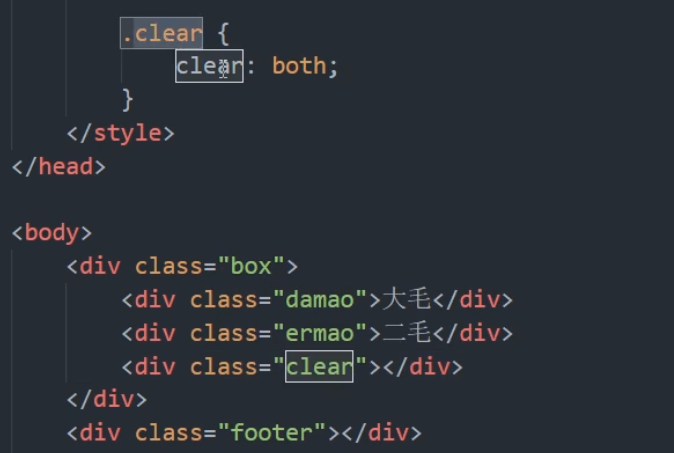 .clear {
clear: both;
}
</style>
</head>
<body>
<div class="box">
<div class="damao">大毛</div>
<div class="ermao">二毛</div>
<div class="clear"></div>
</div>
<div class="footer"></div>